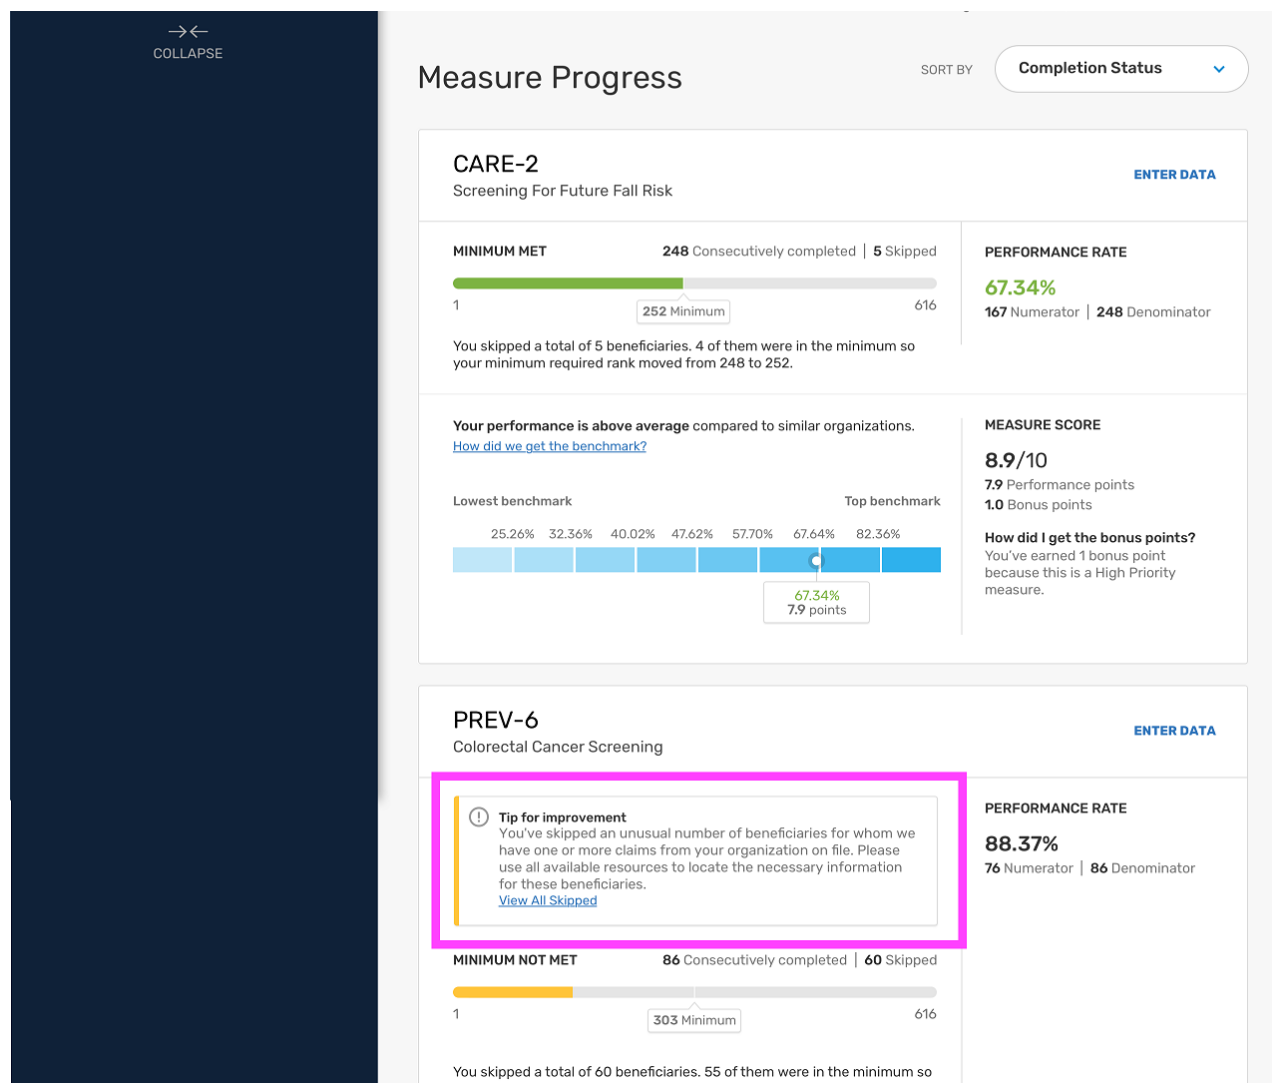 COLLAPSE
Measure Progress
SORT BY
Completion Status
CARE-2
Screening For Future Fall Risk
ENTER DATA
MINIMUM MET
248 Consecutively completed | 5 Skipped
1
252 Minimum
616
You skipped a total of 5 beneficiaries. 4 of them were in the minimum so
your minimum required rank moved from 248 to 252.
PERFORMANCE RATE
67.34%
167 Numerator | 248 Denominator
Your performance is above average compared to similar organizations.
How did we get the benchmark?
Lowest benchmark
Top benchmark
25.26% 32.36% 40.02% 47.62% 57.70% 67.64% 82.36%
67.34%
7.9 points
MEASURE SCORE
8.9/10
7.9 Performance points
1.0 Bonus points
How did I get the bonus points?
You've earned 1 bonus point
because this is a High Priority
measure.
PREV-6
Colorectal Cancer Screening
ENTER DATA
Tip for improvement
You've skipped an unusual number of beneficiaries for whom we
have one or more claims from your organization on file. Please
use all available resources to locate the necessary information
for these beneficiaries.
View All Skipped
PERFORMANCE RATE
88.37%
76 Numerator | 86 Denominator
MINIMUM NOT MET
86 Consecutively completed | 60 Skipped
1
303 Minimum
616
You skipped a total of 60 beneficiaries. 55 of them were in the minimum so